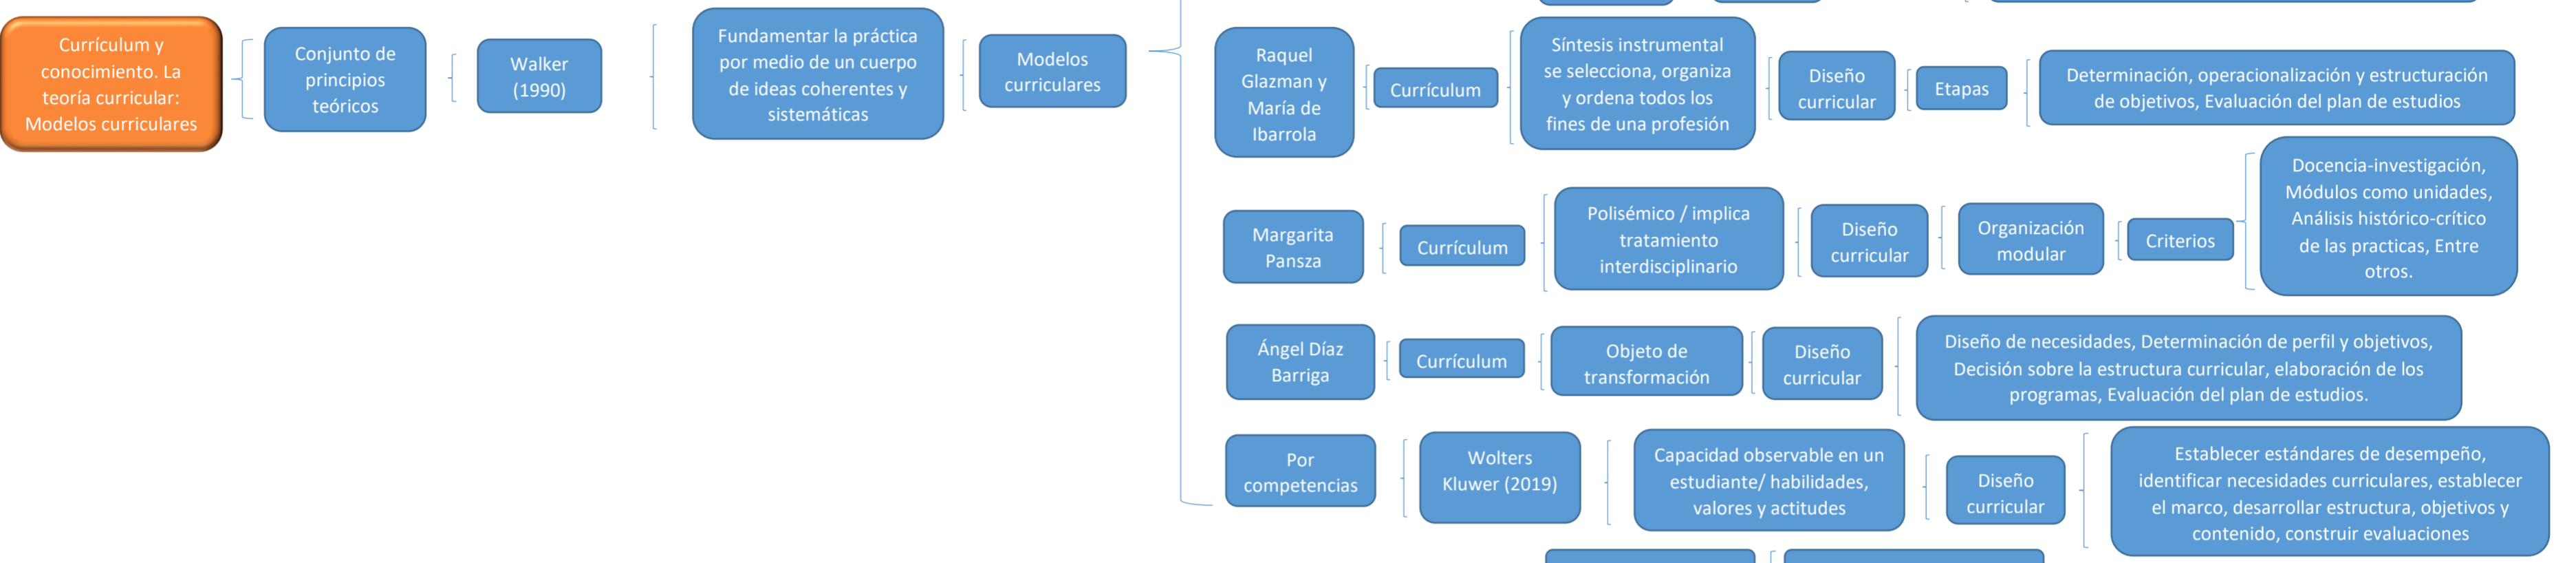 Currículum y
conocimiento. La
teoría curricular:
Modelos curriculares
Conjunto de
principios
teóricos
Walker
(1990)
Fundamentar la práctica
por medio de un cuerpo
de ideas coherentes y
sistemáticas
Modelos
curriculares
Raquel
Glazman y
María de
Ibarrola
Currículum
Síntesis instrumental
se selecciona, organiza
y ordena todos los
fines de una profesión
Diseño
curricular
Etapas
Determinación, operacionalización y estructuración
de objetivos, Evaluación del plan de estudios
Margarita
Pansza
Currículum
Polisémico / implica
tratamiento
interdisciplinario
Diseño
curricular
Organización
modular
Criterios
Docencia-investigación,
Módulos como unidades,
Análisis histórico-crítico
de las practicas, Entre
otros.
Ángel Díaz
Barriga
Currículum
Objeto de
transformación
Diseño
curricular
Diseño de necesidades, Determinación de perfil y objetivos,
Decisión sobre la estructura curricular, elaboración de los
programas, Evaluación del plan de estudios.
Por
competencias
Wolters
Kluwer (2019)
Capacidad observable en un
estudiante/ habilidades,
valores y actitudes
Diseño
curricular
Establecer estándares de desempeño,
identificar necesidades curriculares, establecer
el marco, desarrollar estructura, objetivos y
contenido, construir evaluaciones